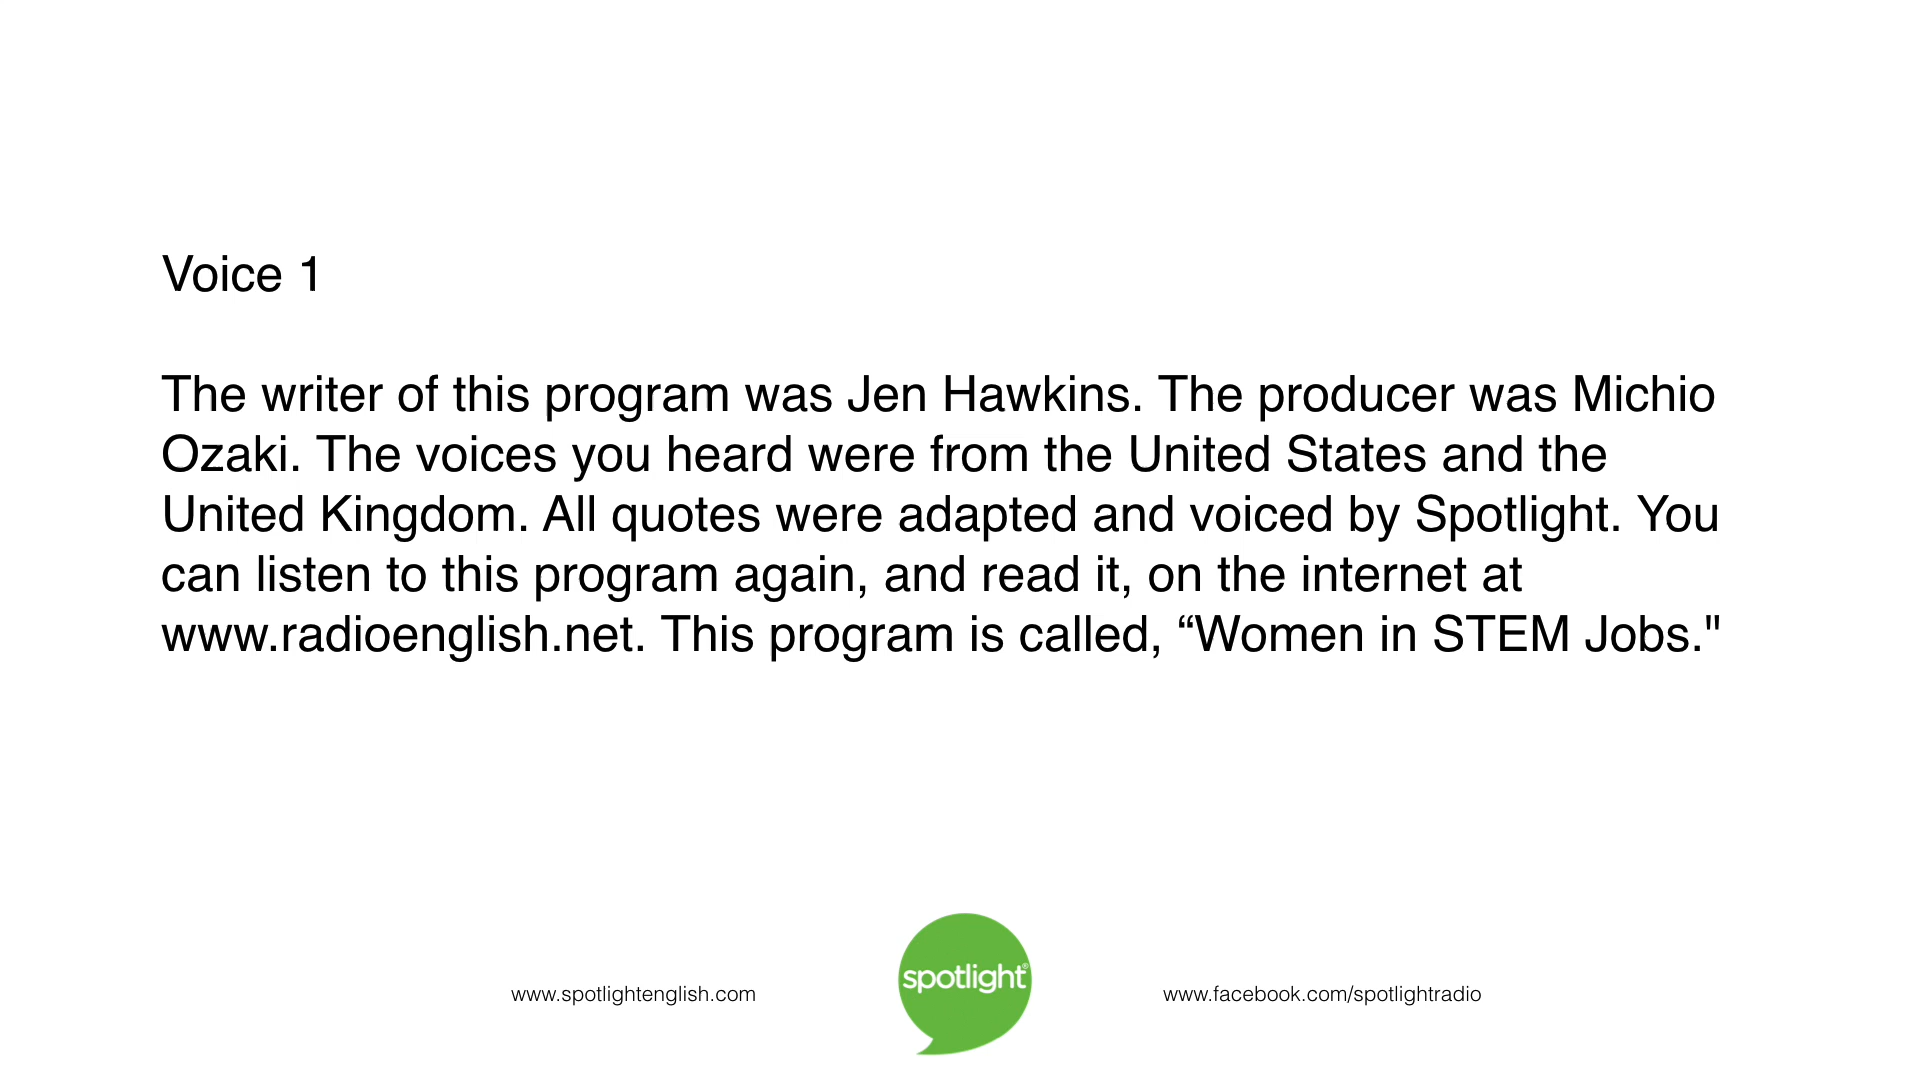 Voice 1
The writer of this program was Jen Hawkins. The producer was Michio
Ozaki. The voices you heard were from the United States and the
United Kingdom. All quotes were adapted and voiced by Spotlight. You
can listen to this program again, and read it, on the internet at
www.radioenglish.net. This program is called, “Women in STEM Jobs."
www.spotlightenglish.com
spotlight®
www.facebook.com/spotlightradio